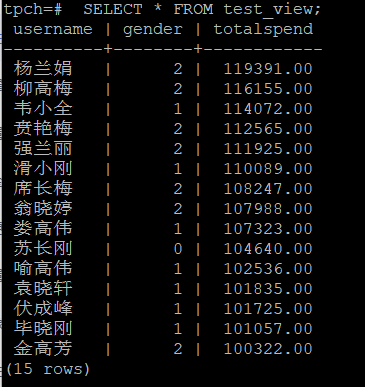 tpch=#  SELECT * FROM test_view;
 username | gender | totalspend
----------+--------+------------
 杨兰娟   |      2 |  119391.00
 柳高梅   |      2 |  116155.00
 韦小全   |      1 |  114072.00
 贲艳梅   |      2 |  112565.00
 强兰丽   |      2 |  111925.00
 滑小刚   |      1 |  110089.00
 席长梅   |      2 |  108247.00
 翁晓婷   |      2 |  107988.00
 娄高伟   |      1 |  107323.00
 苏长刚   |      0 |  104640.00
 喻高伟   |      1 |  102536.00
 袁晓轩   |      1 |  101835.00
 伏成峰   |      1 |  101725.00
 毕晓刚   |      1 |  101057.00
 金高芳   |      2 |  100322.00
(15 rows)